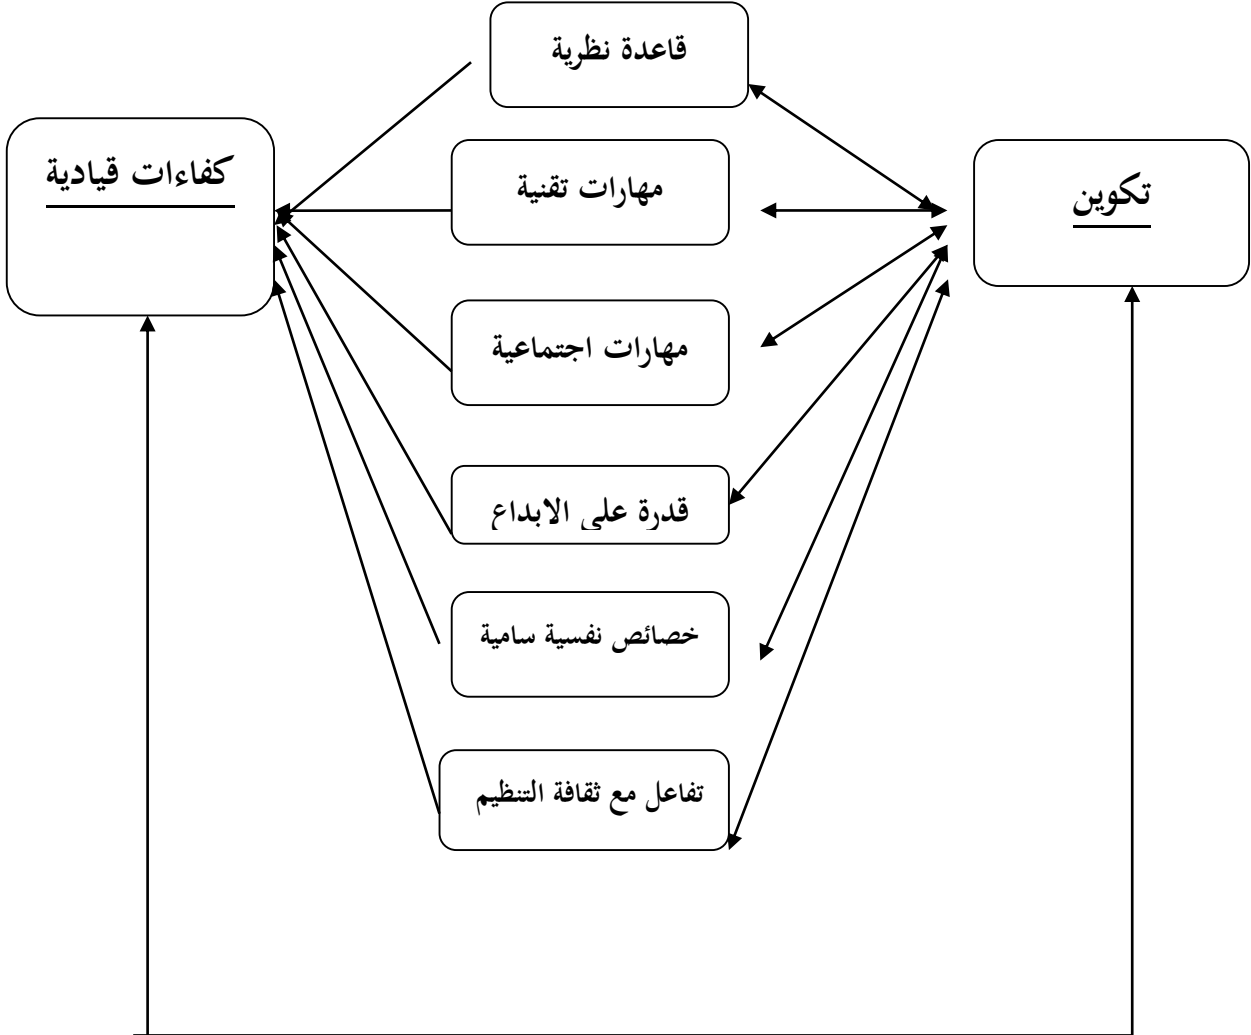 قاعدة نظرية
تكوين
مهارات تقنية
كفاءات قيادية
مهارات اجتماعية
قدرة على الابداع
خصائص نفسية سامية
تفاعل مع ثقافة التنظيم